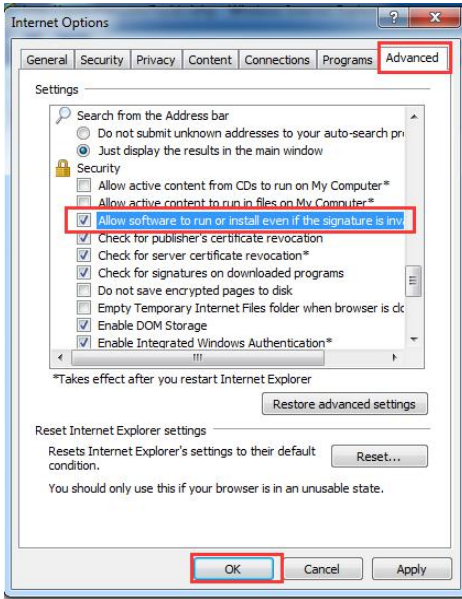 Internet Options
General Security Privacy Content Connections Programs Advanced
Settings
Search from the Address bar
Do not submit unknown addresses to your auto-search pro
Just display the results in the main window
Security
Allow active content from CDs to run on My Computer*
Allow active content to run in files on My Computer*
Allow software to run or install even if the signature is inva
Check for publisher's certificate revocation
Check for server certificate revocation*
Check for signatures on downloaded programs
Do not save encrypted pages to disk
Empty Temporary Internet Files folder when browser is clo
Enable DOM Storage
Enable Integrated Windows Authentication*
*Takes effect after you restart Internet Explorer
Restore advanced settings
Reset Internet Explorer settings
Resets Internet Explorer's settings to their default
condition.
Reset...
You should only use this if your browser is in an unusable state.
OK Cancel Apply